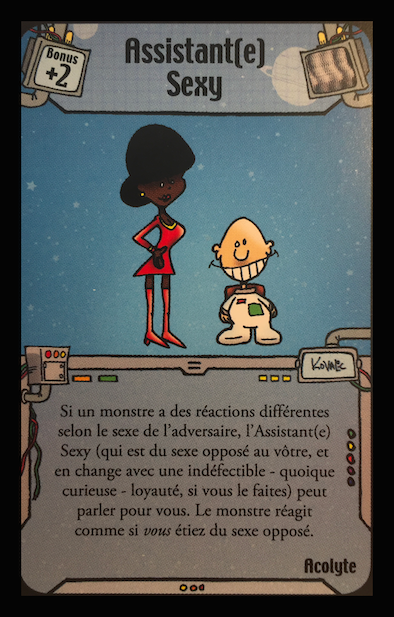 Bonus
+2
Assistant(e)
Sexy
KOVALIC
Si un monstre a des réactions différentes
selon le sexe de l'adversaire, l'Assistant(e)
Sexy (qui est du sexe opposé au vôtre, et
en change avec une indéfectible - quoique
curieuse - loyauté, si vous le faites) peut
parler pour vous. Le monstre réagit
comme si vous étiez du sexe opposé.
Acolyte